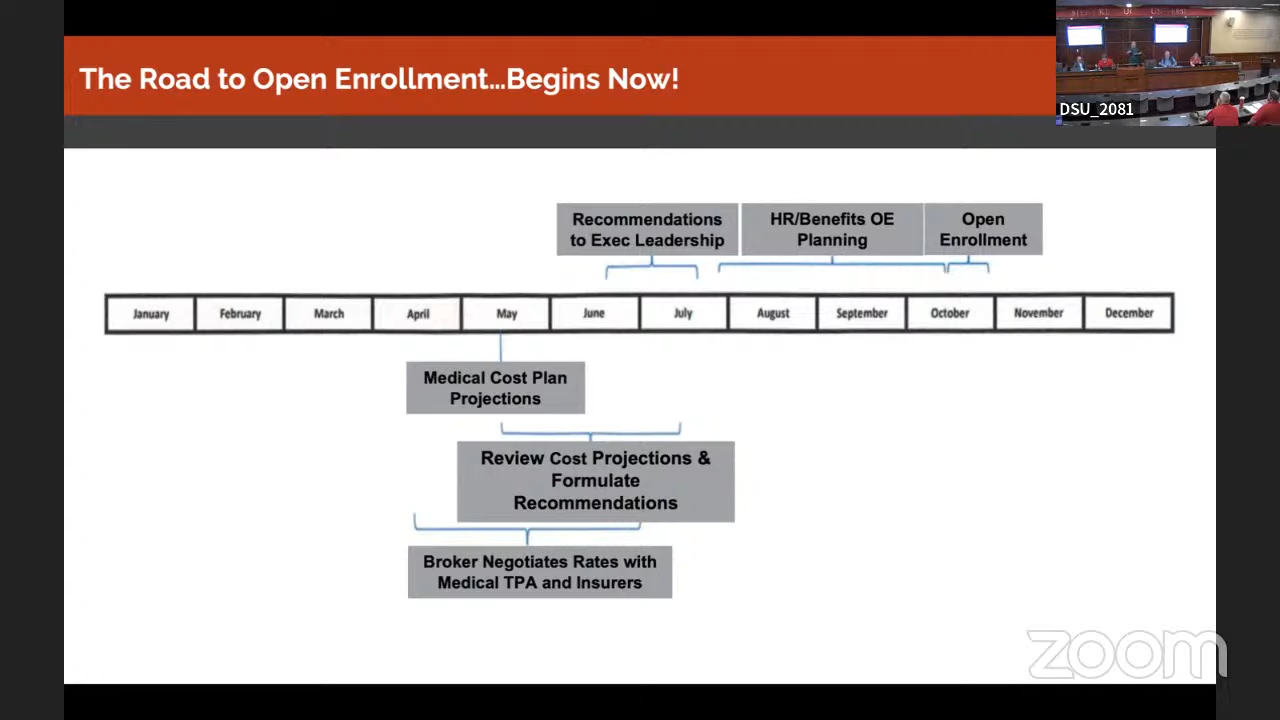 The Road to Open Enrollment…Begins Now!
DSU_2081
Recommendations
to Exec Leadership
HR/Benefits OE
Planning
Open
Enrollment
January
February
March
April
May
June
July
August
September
October
November
December
Medical Cost Plan
Projections
Review Cost Projections &
Formulate
Recommendations
Broker Negotiates Rates with
Medical TPA and Insurers
zoom